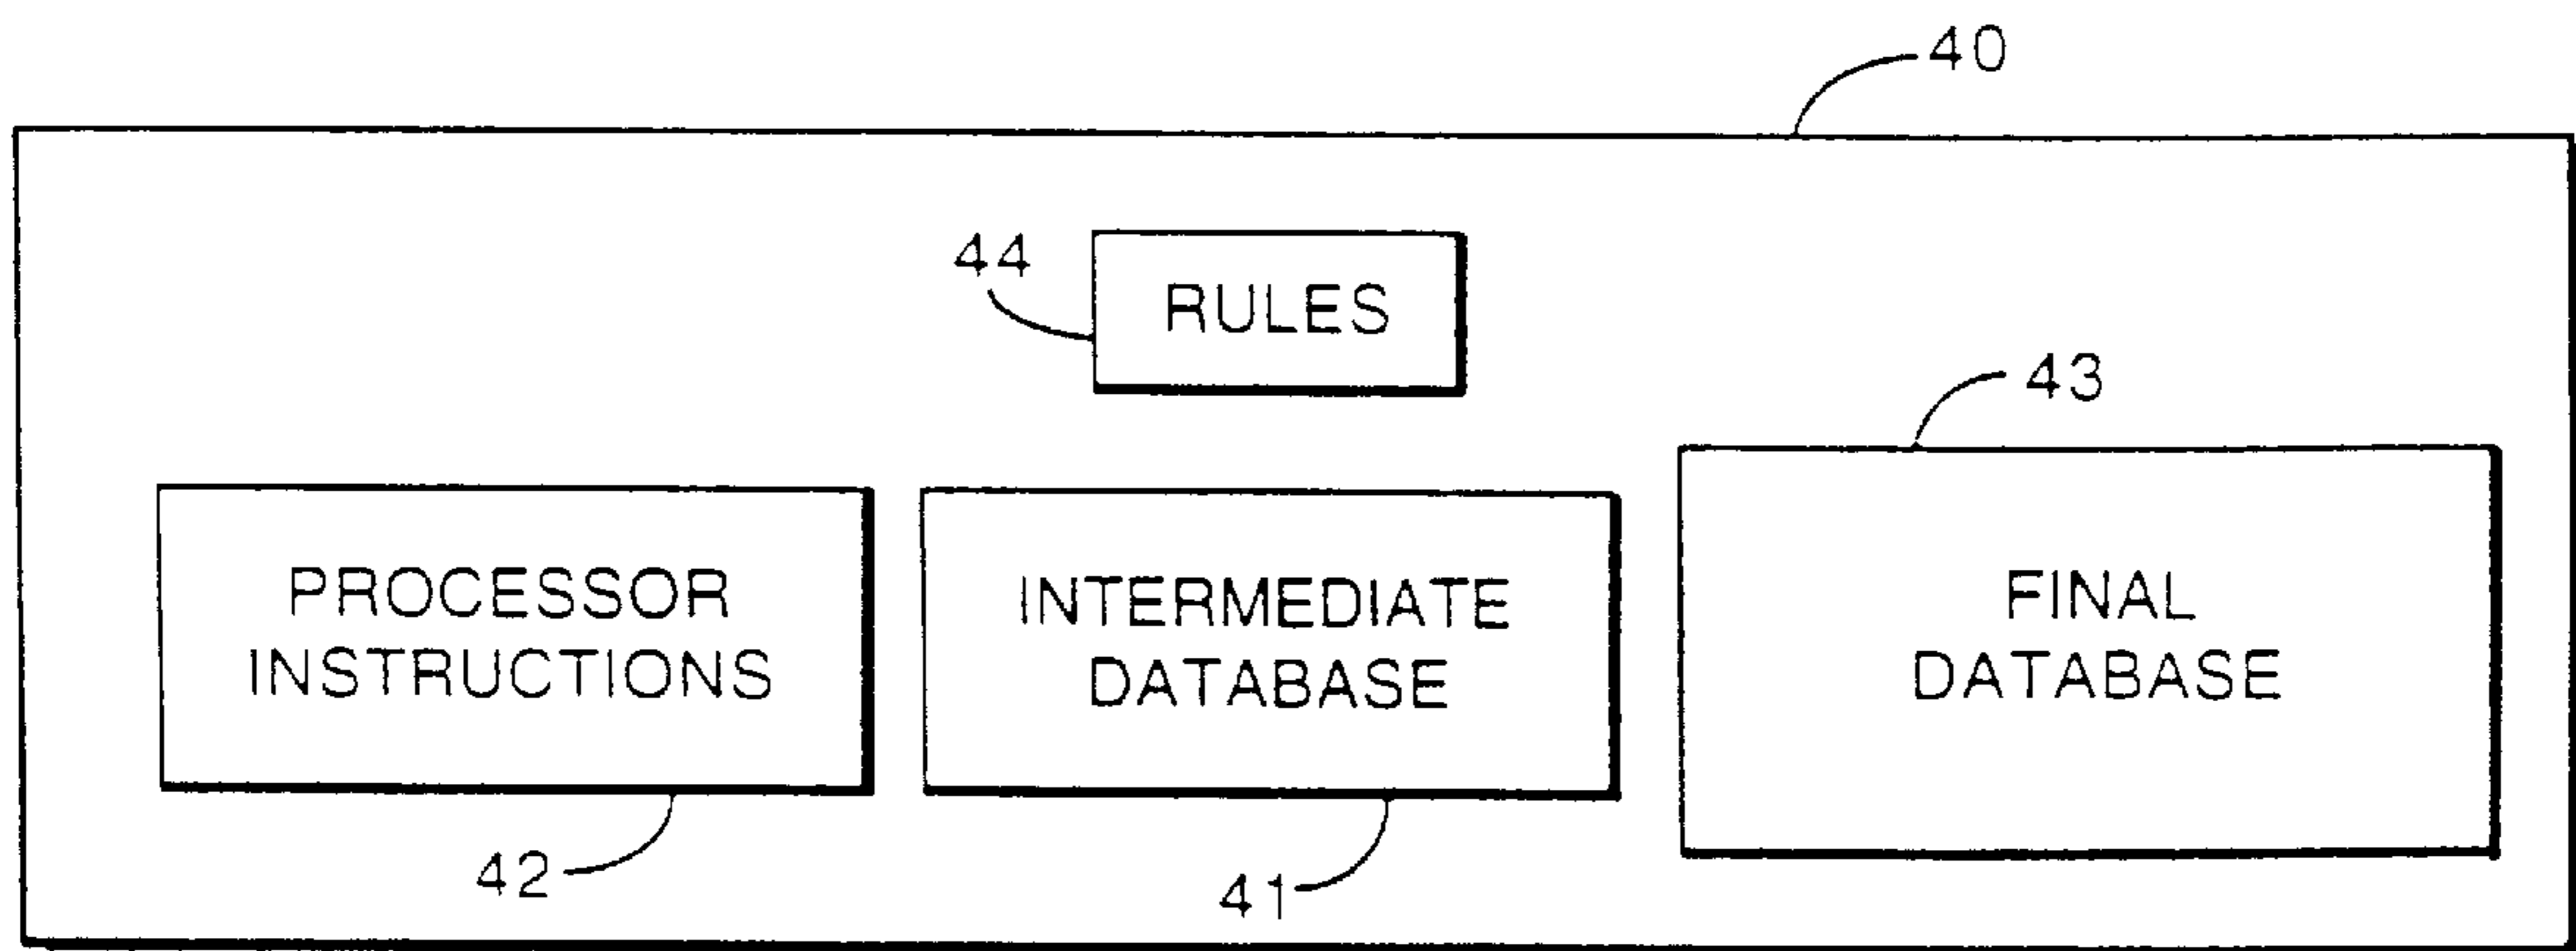 40
44
RULES
43
PROCESSOR
INSTRUCTIONS
INTERMEDIATE
DATABASE
FINAL
DATABASE
42
41